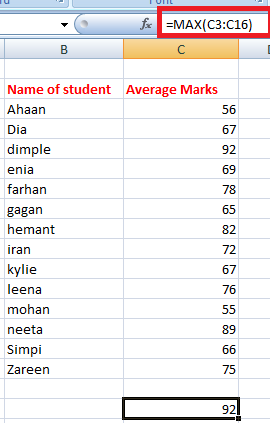 fx =MAX(C3:C16)
B C
Name of student Average Marks
Ahaan 56
Dia 67
dimple 92
enia 69
farhan 78
gagan 65
hemant 82
iran 72
kylie 67
leena 76
mohan 55
neeta 89
Simpi 66
Zareen 75
92